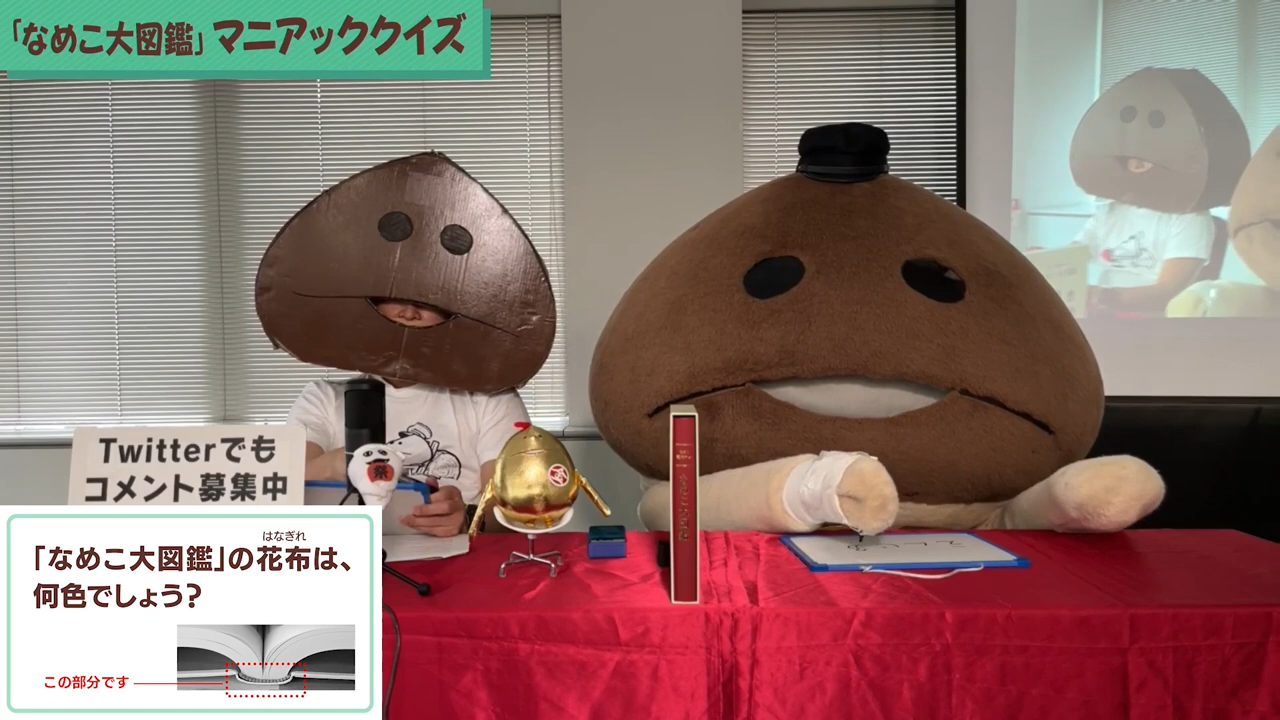 「なめこ大図鑑」マニアッククイズ
Twitterでも
コメント募集中
祭
はなぎれ
「なめこ大図鑑」の花布は、
何色でしょう?
この部分です